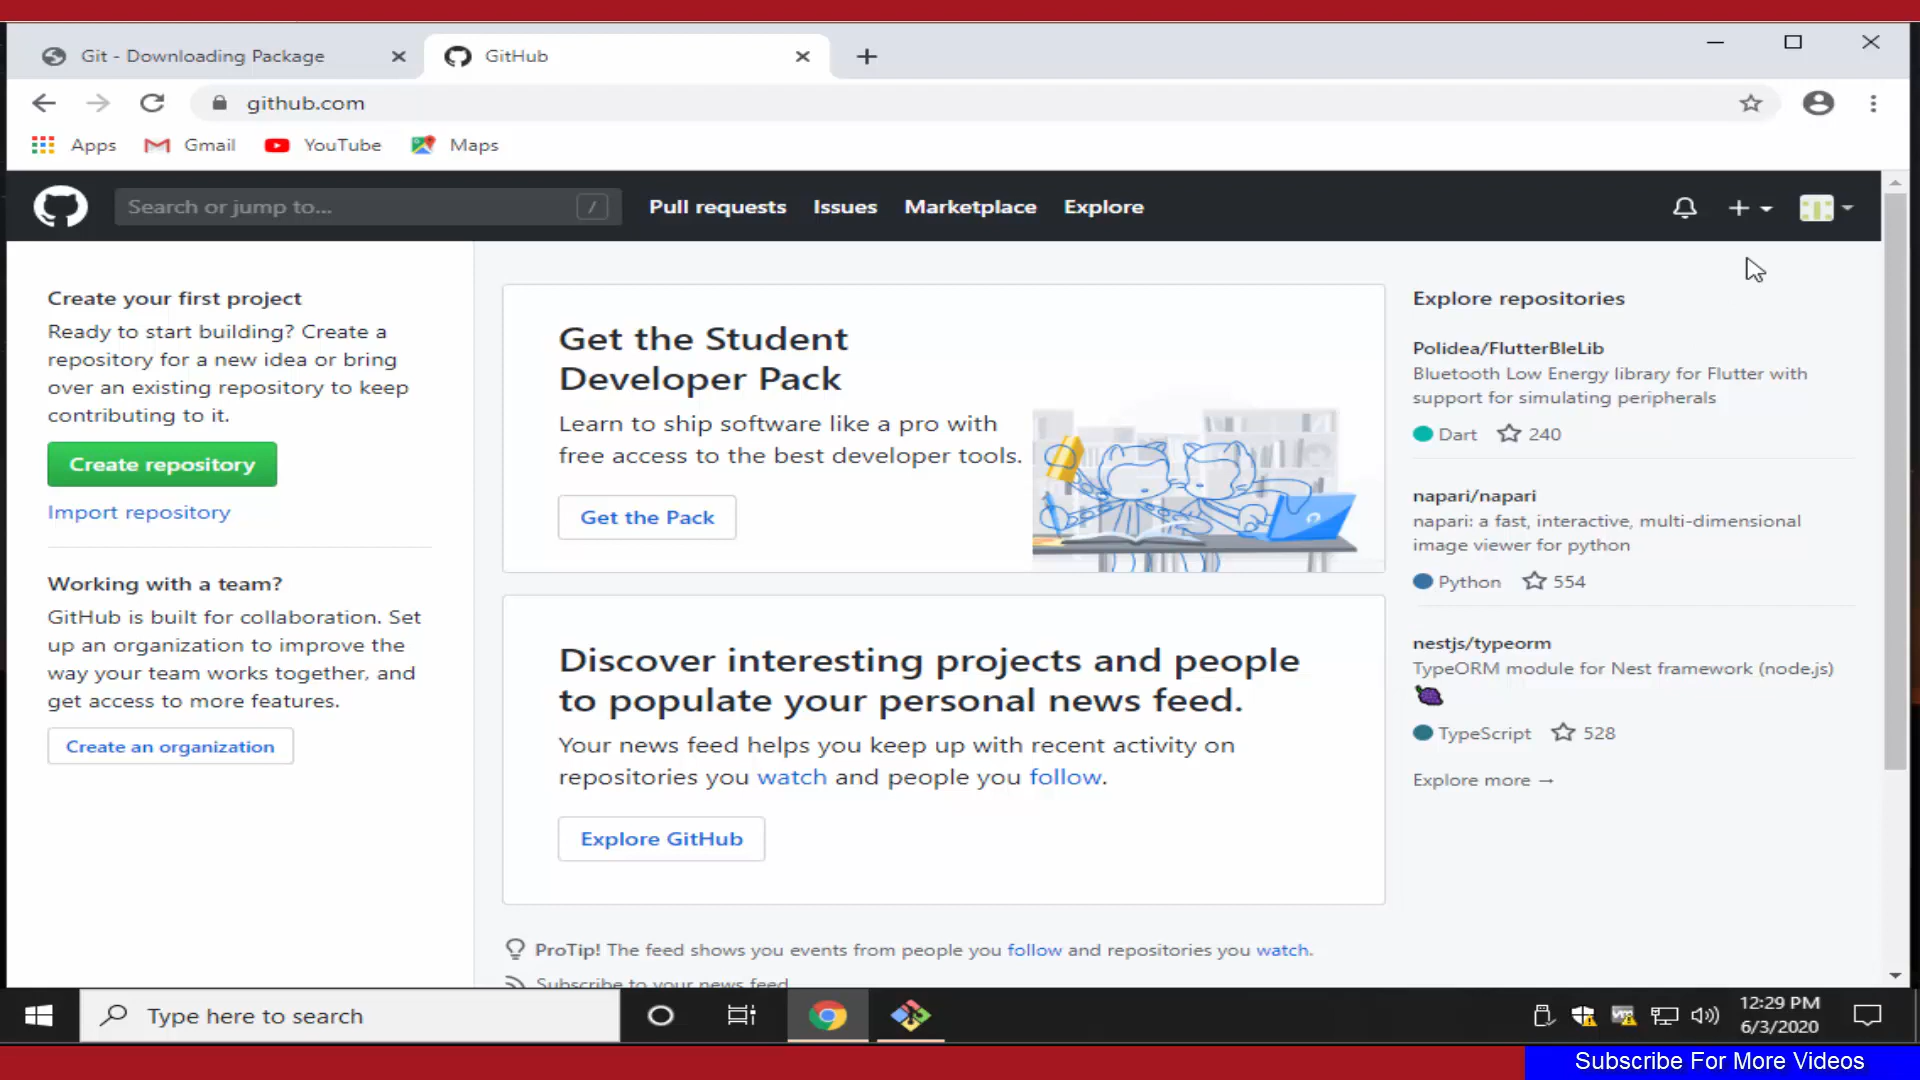 Git - Downloading Package
GitHub
github.com
Apps
Gmail
YouTube
Maps
Search or jump to...
/
Pull requests
Issues
Marketplace
Explore
Create your first project
Ready to start building? Create a
repository for a new idea or bring
over an existing repository to keep
contributing to it.
Create repository
Import repository
Working with a team?
GitHub is built for collaboration. Set
up an organization to improve the
way your team works together, and
get access to more features.
Create an organization
Get the Student
Developer Pack
Learn to ship software like a pro with
free access to the best developer tools.
Get the Pack
Discover interesting projects and people
to populate your personal news feed.
Your news feed helps you keep up with recent activity on
repositories you watch and people you follow.
Explore GitHub
ProTip! The feed shows you events from people you follow and repositories you watch.
Subscribe to your news feed
Explore repositories
Polidea/FlutterBleLib
Bluetooth Low Energy library for Flutter with
support for simulating peripherals
Dart 240
napari/napari
napari: a fast, interactive, multi-dimensional
image viewer for python
Python 554
nestjs/typeorm
TypeORM module for Nest framework (node.js)
TypeScript 528
Explore more →
Type here to search
12:29 PM
6/3/2020
Subscribe For More Videos